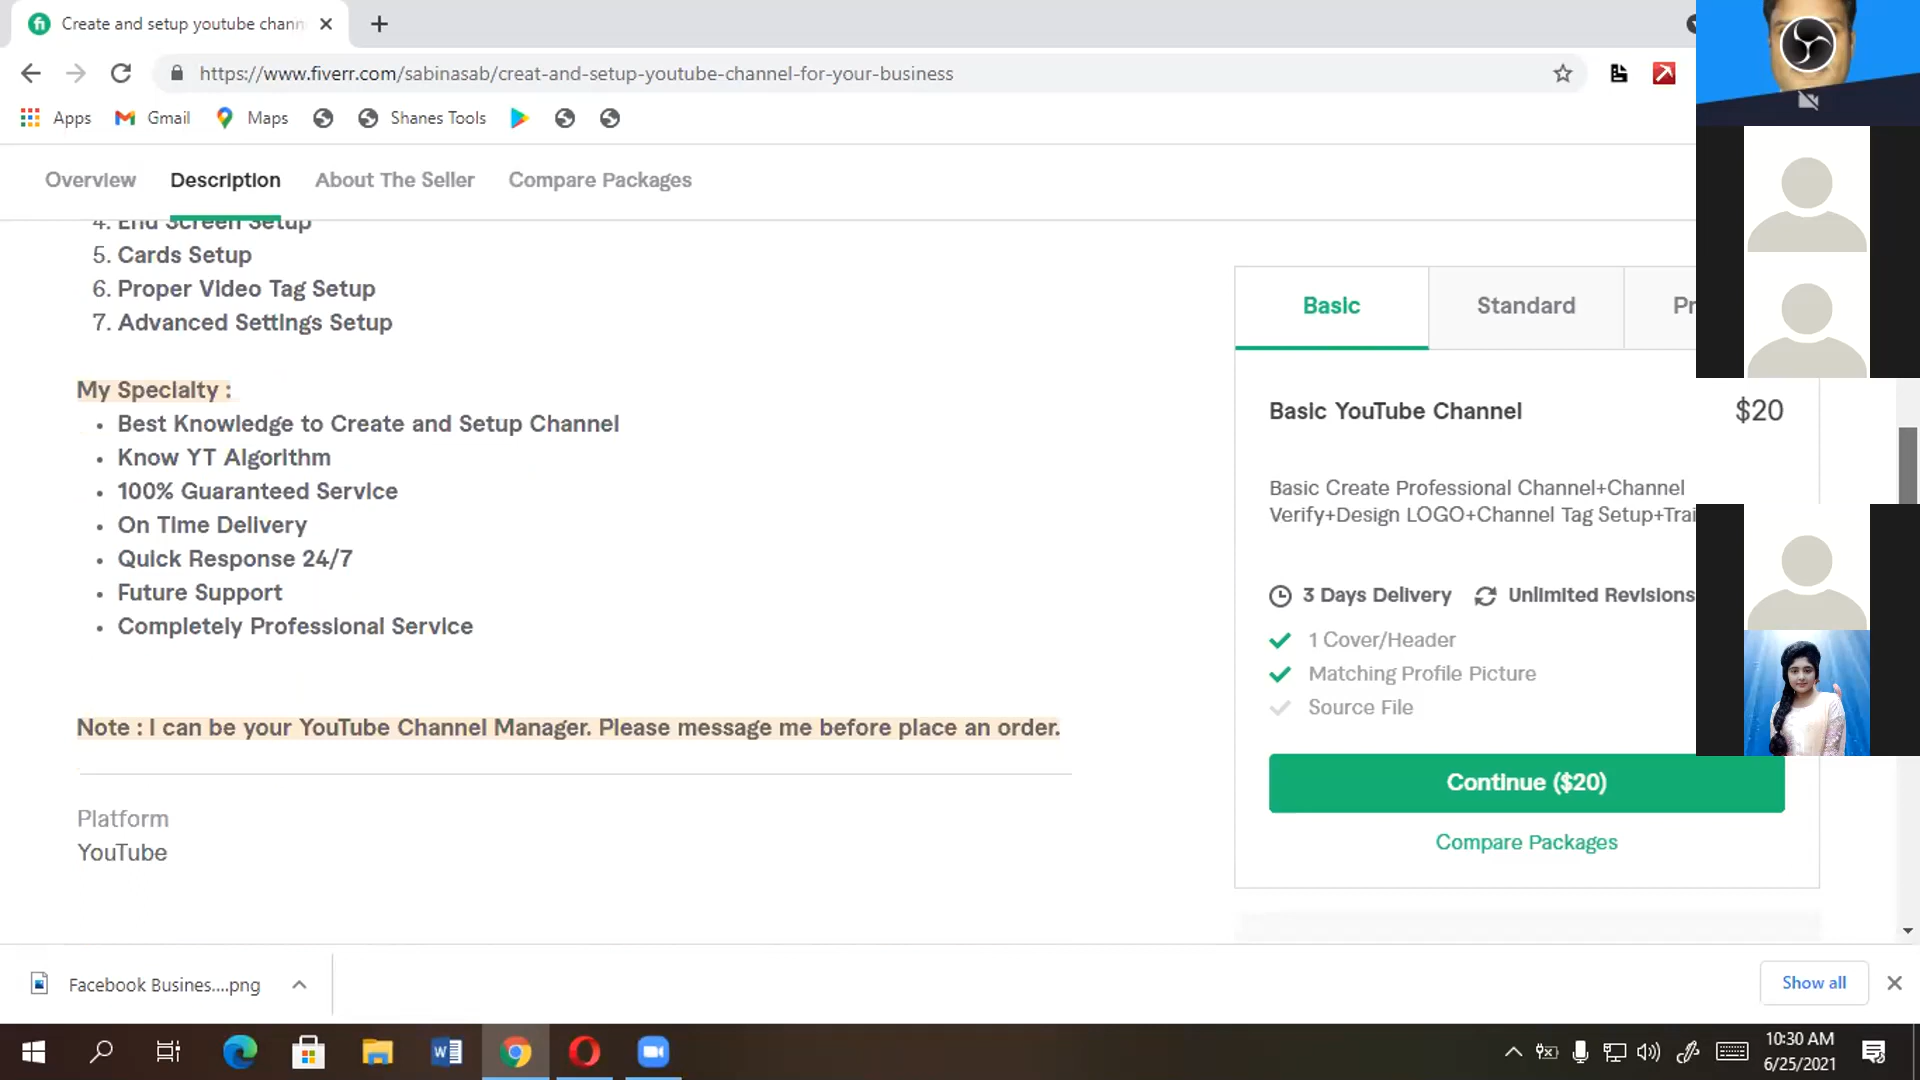 Create and setup youtube chann
https://www.fiverr.com/sabinasab/creat-and-setup-youtube-channel-for-your-business
Apps Gmail Maps Shanes Tools
Overview Description About The Seller Compare Packages
4. End Screen Setup
5. Cards Setup
6. Proper Video Tag Setup
7. Advanced Settings Setup
My Specialty :
• Best Knowledge to Create and Setup Channel
• Know YT Algorithm
• 100% Guaranteed Service
• On Time Delivery
• Quick Response 24/7
• Future Support
• Completely Professional Service
Note : I can be your YouTube Channel Manager. Please message me before place an order.
Platform
YouTube
Basic Standard Pr
Basic YouTube Channel $20
Basic Create Professional Channel+Channel
Verify+Design LOGO+Channel Tag Setup+Trai
3 Days Delivery Unlimited Revisions
1 Cover/Header
Matching Profile Picture
Source File
Continue ($20)
Compare Packages
Facebook Busines....png
Show all
10:30 AM
6/25/2021